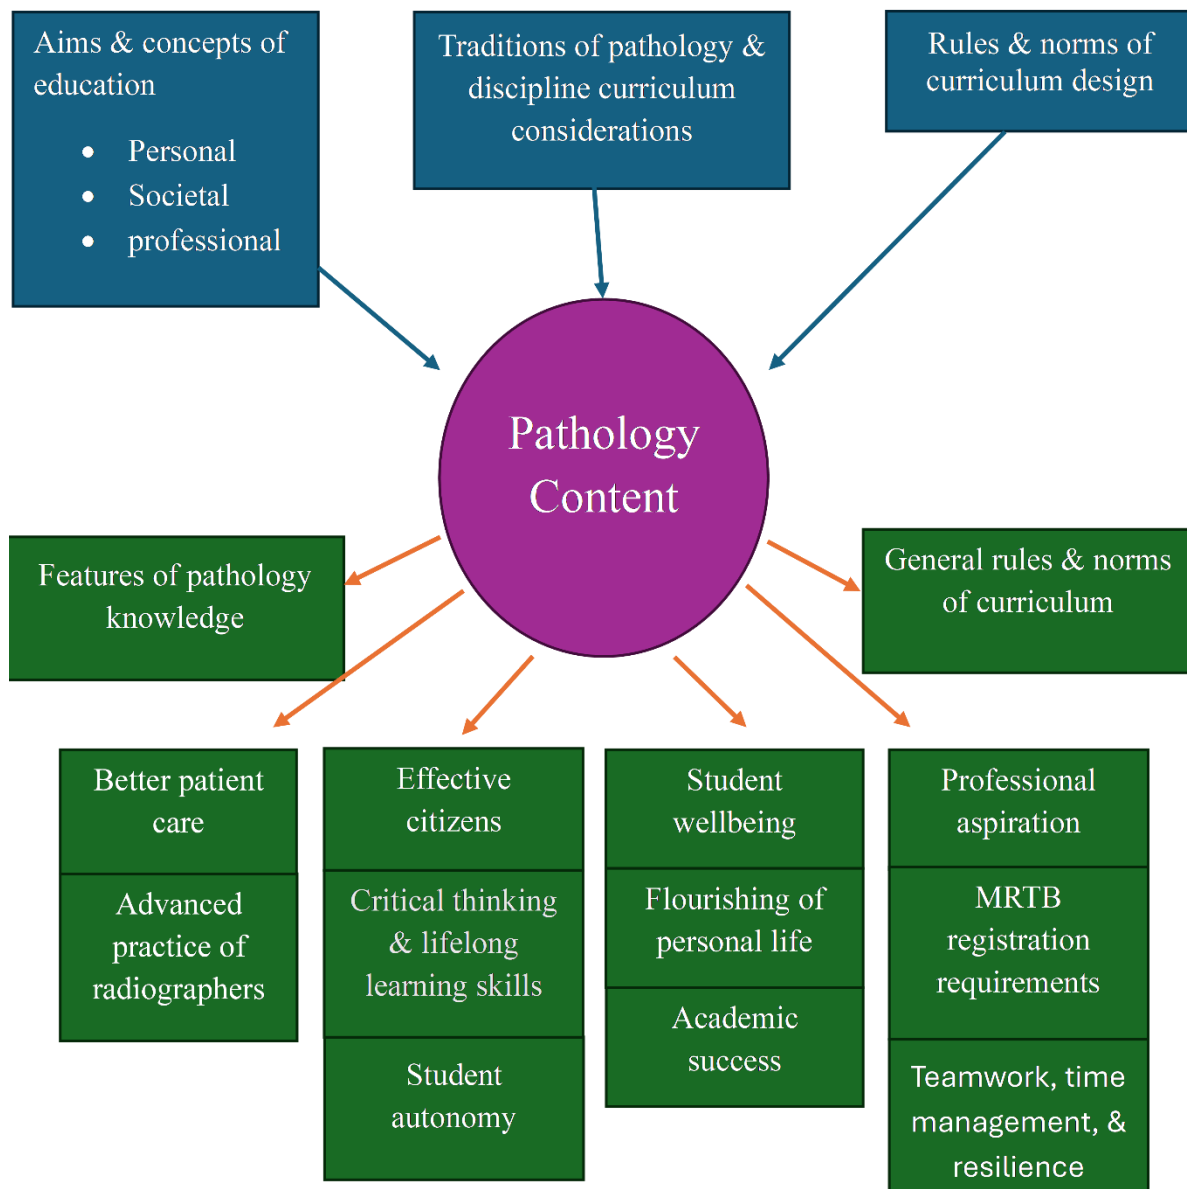 Aims & concepts of
education
• Personal
• Societal
• professional
Traditions of pathology &
discipline curriculum
considerations
Rules & norms of
curriculum design
Pathology
Content
Features of pathology
knowledge
General rules & norms
of curriculum
Better patient
care
Advanced
practice of
radiographers
Effective
citizens
Critical thinking
& lifelong
learning skills
Student
autonomy
Student
wellbeing
Flourishing of
personal life
Academic
success
Professional
aspiration
MRTB
registration
requirements
Teamwork, time
management, &
resilience